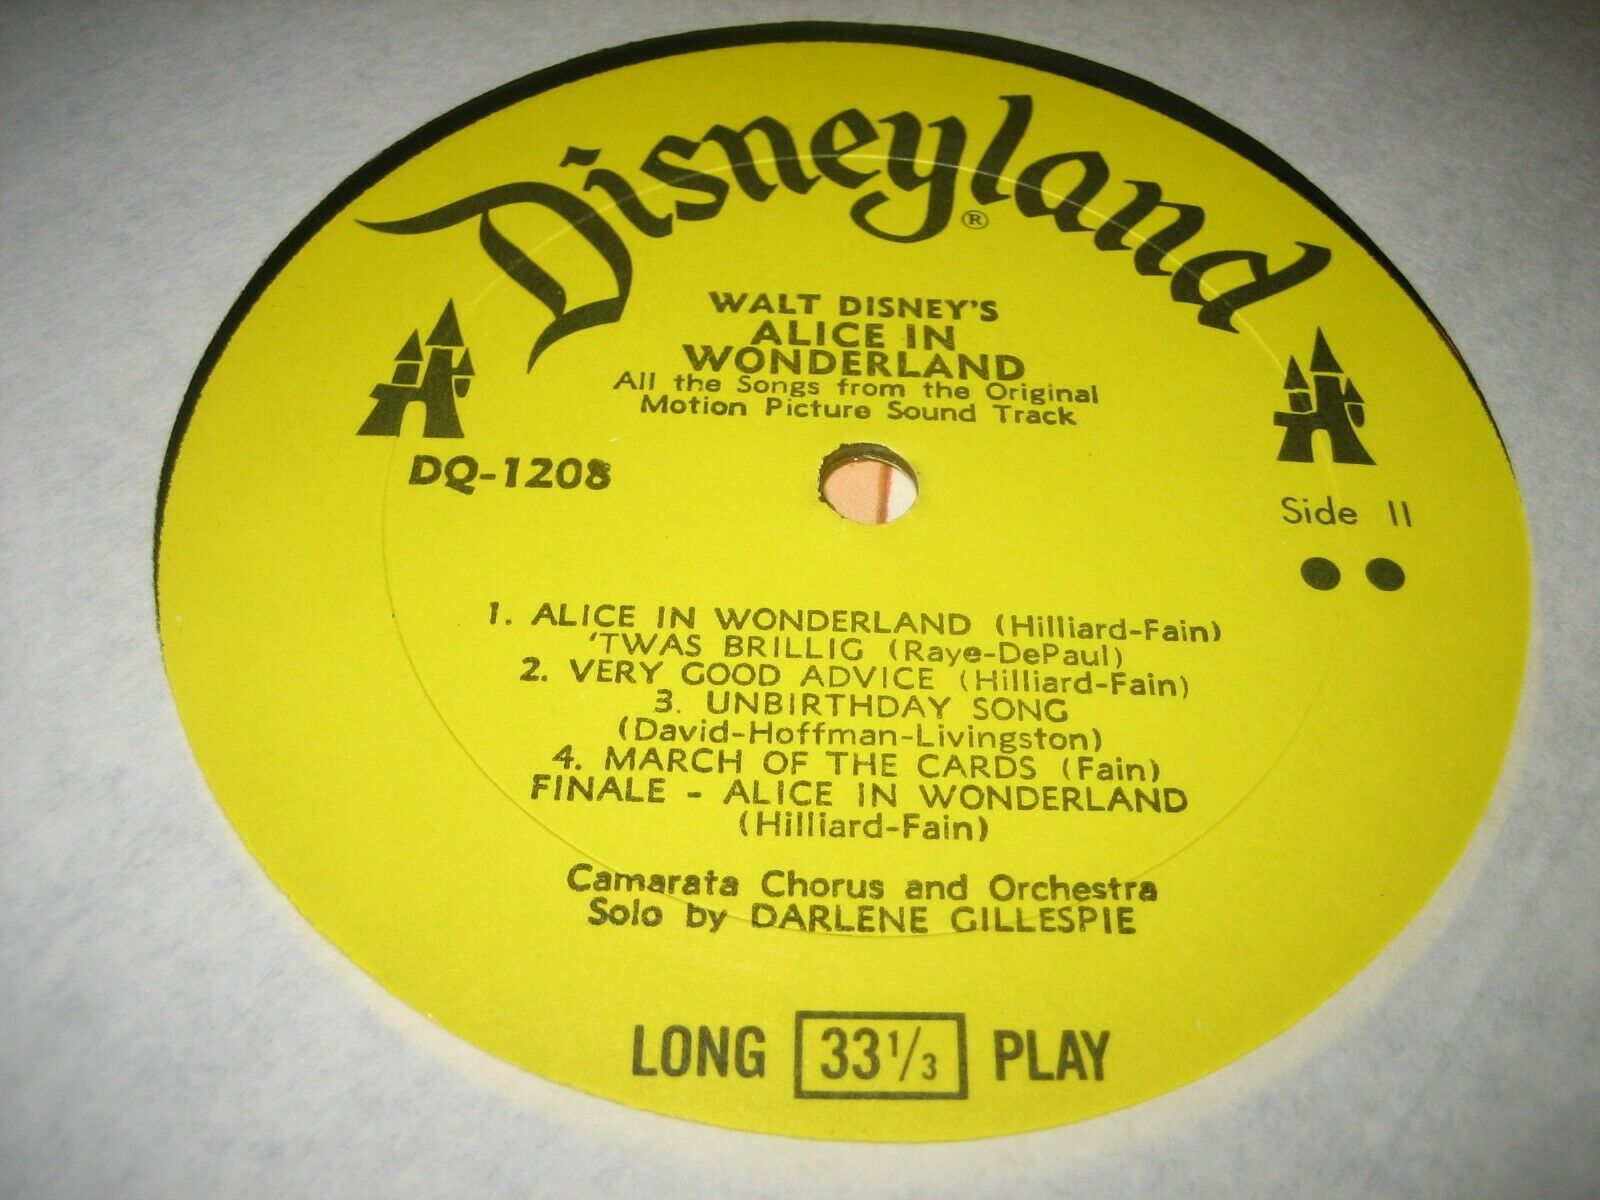 Disneyland ®
WALT DISNEY'S
ALICE IN
WONDERLAND
All the Songs from the Original
Motion Picture Sound Track
DQ-1208
Side II
1. ALICE IN WONDERLAND (Hilliard-Fain)
'TWAS BRILLIG (Raye-DePaul)
2. VERY GOOD ADVICE (Hilliard-Fain)
3. UNBIRTHDAY SONG
(David-Hoffman-Livingston)
4. MARCH OF THE CARDS (Fain)
FINALE - ALICE IN WONDERLAND
(Hilliard-Fain)
Camarata Chorus and Orchestra
Solo by DARLENE GILLESPIE
LONG 33 1/3 PLAY